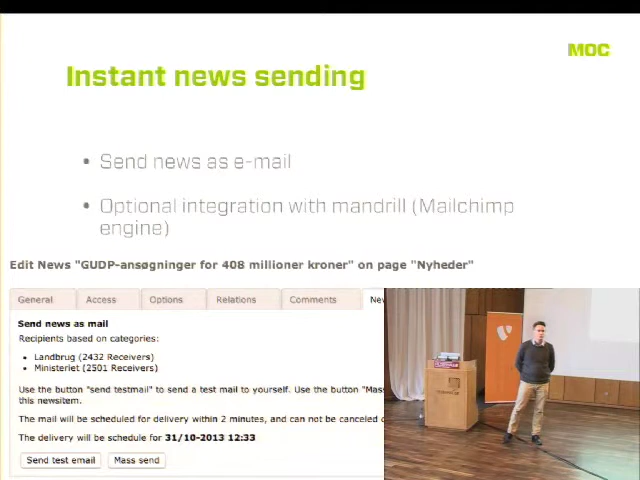 MOC
Instant news sending
• Send news as e-mail
• Optional integration with mandrill (Mailchimp
engine)
Edit News "GUDP-ansøgninger for 408 millioner kroner" on page "Nyheder"
General Access Options Relations Comments
Send news as mail
Recipients based on categories:
• Landbrug (2432 Receivers)
• Ministeriet (2501 Receivers)
Use the button "send testmail" to send a test mail to yourself. Use the button "Mass
this newsitem.
The mail will be scheduled for delivery within 2 minutes, and can not be canceled
The delivery will be schedule for 31/10-2013 12:33
Send test email Mass send